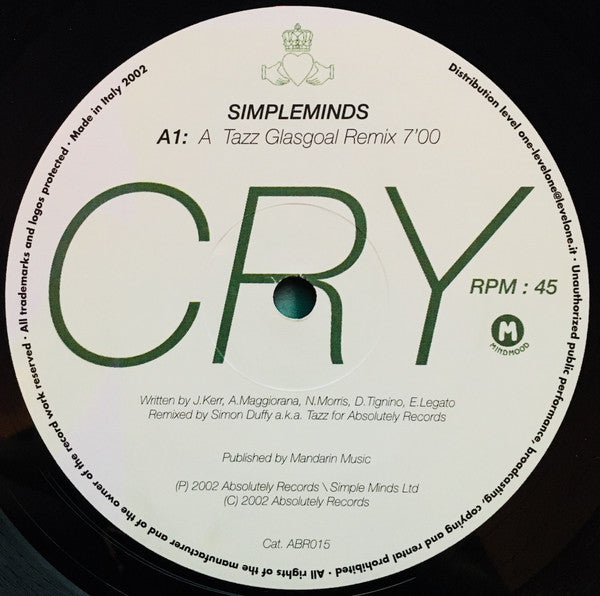 SIMPLEMINDS
A1: A Tazz Glasgoal Remix 7'00
CRY
RPM : 45
M
MINDMOOD
Written by J.Kerr, A.Maggiorana, N.Morris, D.Tignino, E.Legato
Remixed by Simon Duffy a.k.a. Tazz for Absolutely Records
Published by Mandarin Music
(P) 2002 Absolutely Records \ Simple Minds Ltd
(C) 2002 Absolutely Records
Cat. ABR015
Distribution level one-levelone@levelone.it · Unauthorized public performance, broadcasting, copying and rental prohibited · All rights of the manufacturer and of the owner of the record work reserved · All trademarks and logos protected · Made in Italy 2002